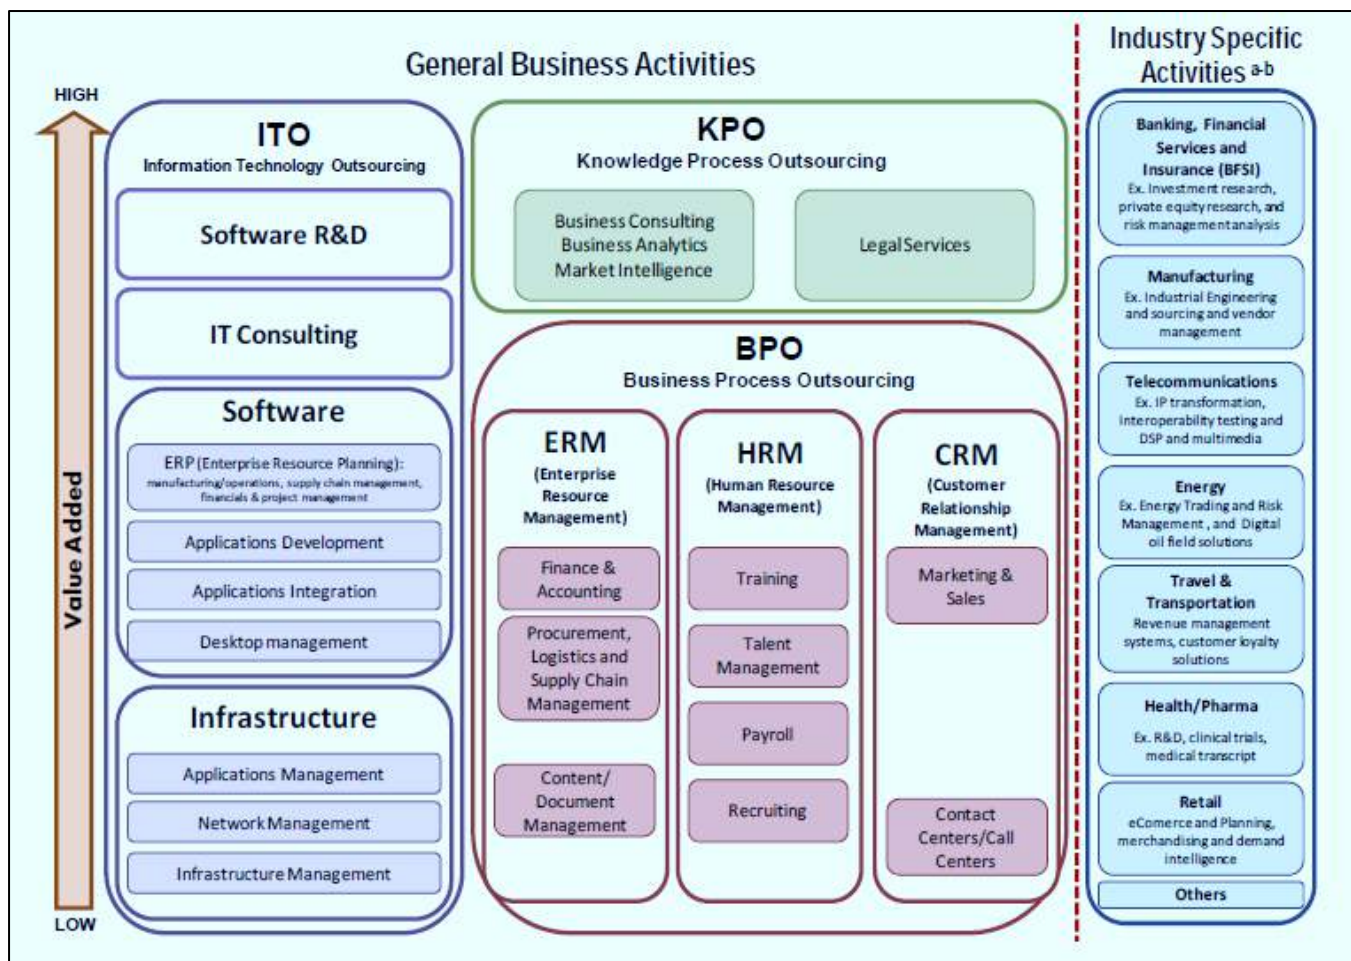 General Business Activities
Industry Specific
Activities a-b
HIGH
Value Added
LOW
ITO
Information Technology Outsourcing
Software R&D
IT Consulting
Software
ERP (Enterprise Resource Planning):
manufacturing/operations, supply chain management,
financials & project management
Applications Development
Applications Integration
Desktop management
Infrastructure
Applications Management
Network Management
Infrastructure Management
KPO
Knowledge Process Outsourcing
Business Consulting
Business Analytics
Market Intelligence
Legal Services
BPO
Business Process Outsourcing
ERM
(Enterprise
Resource
Management)
Finance &
Accounting
Procurement,
Logistics and
Supply Chain
Management
Content/
Document
Management
HRM
(Human Resource
Management)
Training
Talent
Management
Payroll
Recruiting
CRM
(Customer
Relationship
Management)
Marketing &
Sales
Contact
Centers/Call
Centers
Banking, Financial
Services and
Insurance (BFSI)
Ex. Investment research,
private equity research, and
risk management analysis
Manufacturing
Ex. Industrial Engineering
and sourcing and vendor
management
Telecommunications
Ex. IP transformation,
Interoperability testing and
DSP and multimedia
Energy
Ex. Energy Trading and Risk
Management , and Digital
oil field solutions
Travel &
Transportation
Revenue management
systems, customer loyalty
solutions
Health/Pharma
Ex. R&D, clinical trials,
medical transcript
Retail
eComerce and Planning,
merchandising and demand
intelligence
Others